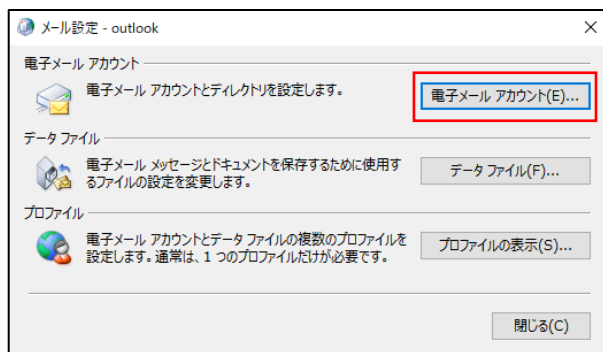 メール設定 - outlook
電子メール アカウント
電子メール アカウントとディレクトリを設定します。
電子メール アカウント(E)...
データ ファイル
電子メール メッセージとドキュメントを保存するために使用す
るファイルの設定を変更します。
データ ファイル(F)...
プロファイル
電子メール アカウントとデータ ファイルの複数のプロファイルを
設定します。通常は、1 つのプロファイルだけが必要です。
プロファイルの表示(S)...
閉じる(C)